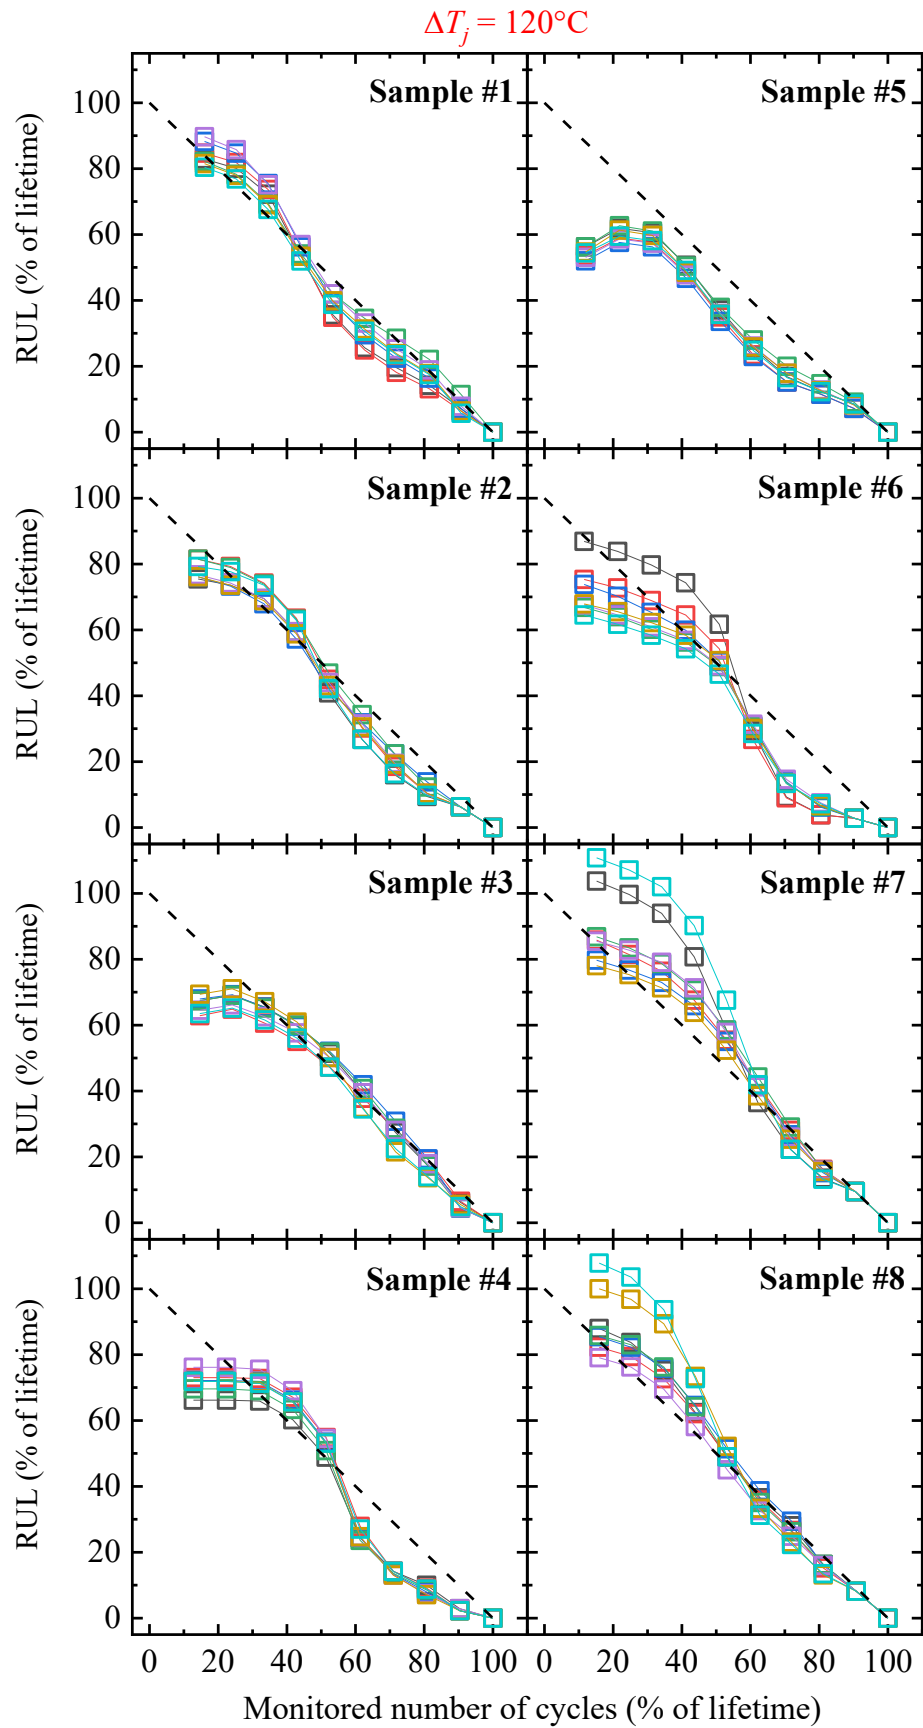 ΔTj = 120°C
Sample #1
Sample #5
RUL (% of lifetime)
100
80
60
40
20
0
Sample #2
Sample #6
RUL (% of lifetime)
100
80
60
40
20
0
Sample #3
Sample #7
RUL (% of lifetime)
100
80
60
40
20
0
Sample #4
Sample #8
RUL (% of lifetime)
100
80
60
40
20
0
0 20 40 60 80 100 0 20 40 60 80 100
Monitored number of cycles (% of lifetime)